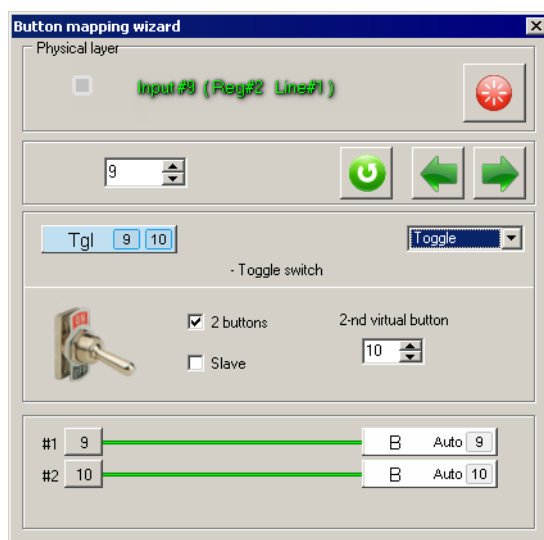 Button mapping wizard
Physical layer
Input#9 (Reg#2 Line#1)
9
Tgl 9 10
Toggle
- Toggle switch
2 buttons
2-nd virtual button
10
Slave
#1 9 B Auto 9
#2 10 B Auto 10